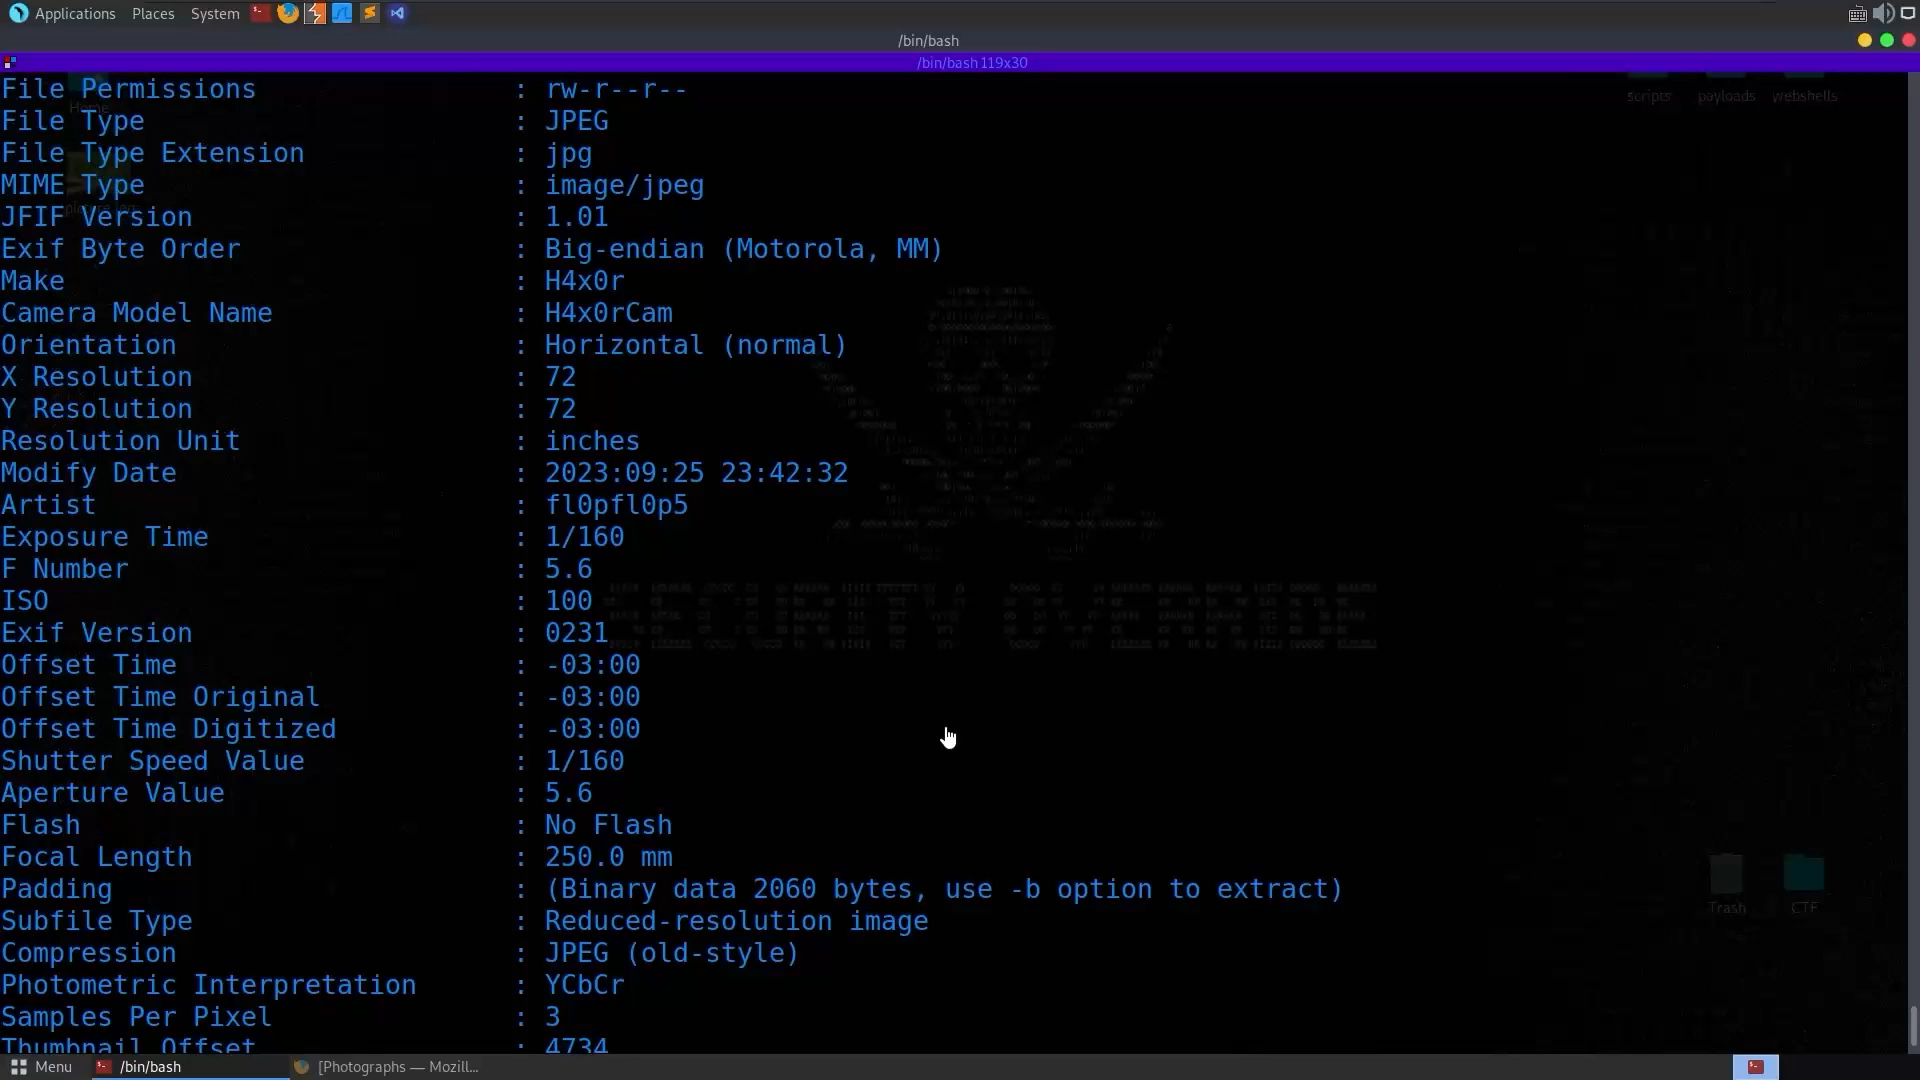 Applications Places System
/bin/bash
/bin/bash 119x30
scripts payloads webshells
Home
File Permissions : rw-r--r--
File Type : JPEG
File Type Extension : jpg
MIME Type : image/jpeg
JFIF Version : 1.01
Exif Byte Order : Big-endian (Motorola, MM)
Make : H4x0r
Camera Model Name : H4x0rCam
Orientation : Horizontal (normal)
X Resolution : 72
Y Resolution : 72
Resolution Unit : inches
Modify Date : 2023:09:25 23:42:32
Artist : fl0pfl0p5
Exposure Time : 1/160
F Number : 5.6
ISO : 100
Exif Version : 0231
Offset Time : -03:00
Offset Time Original : -03:00
Offset Time Digitized : -03:00
Shutter Speed Value : 1/160
Aperture Value : 5.6
Flash : No Flash
Focal Length : 250.0 mm
Padding : (Binary data 2060 bytes, use -b option to extract)
Subfile Type : Reduced-resolution image
Compression : JPEG (old-style)
Photometric Interpretation : YCbCr
Samples Per Pixel : 3
Thumbnail Offset : 4734
SECURITY OVERRIDE
Trash CTF
Menu /bin/bash [Photographs — Mozill...